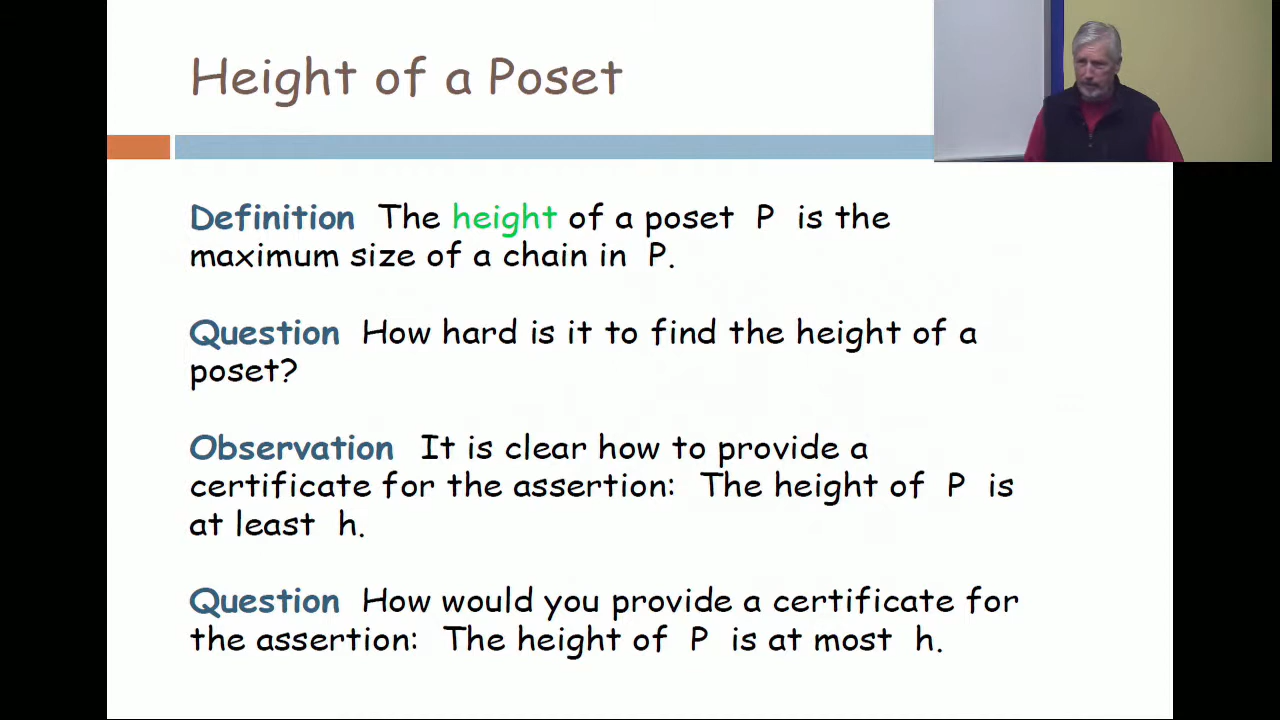 Height of a Poset
Definition The height of a poset P is the
maximum size of a chain in P.
Question How hard is it to find the height of a
poset?
Observation It is clear how to provide a
certificate for the assertion: The height of P is
at least h.
Question How would you provide a certificate for
the assertion: The height of P is at most h.